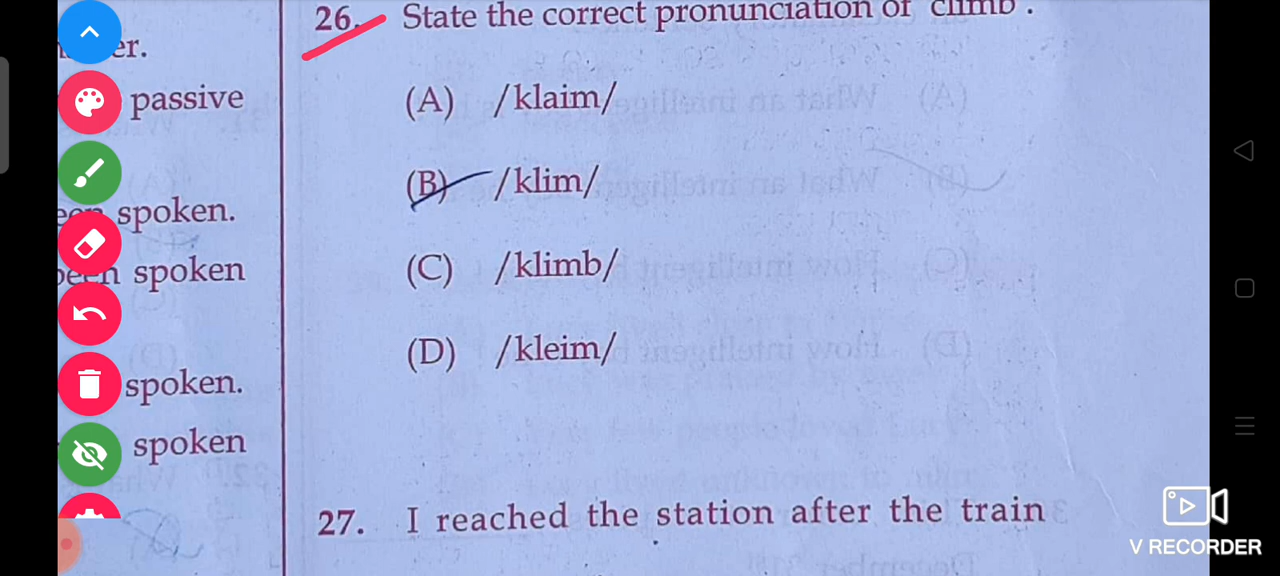 er.
passive
spoken.
been spoken
spoken.
spoken
26. State the correct pronunciation of 'climb'.
(A) /klaim/
(B) /klim/
(C) /klimb/
(D) /kleim/
27. I reached the station after the train
V RECORDER